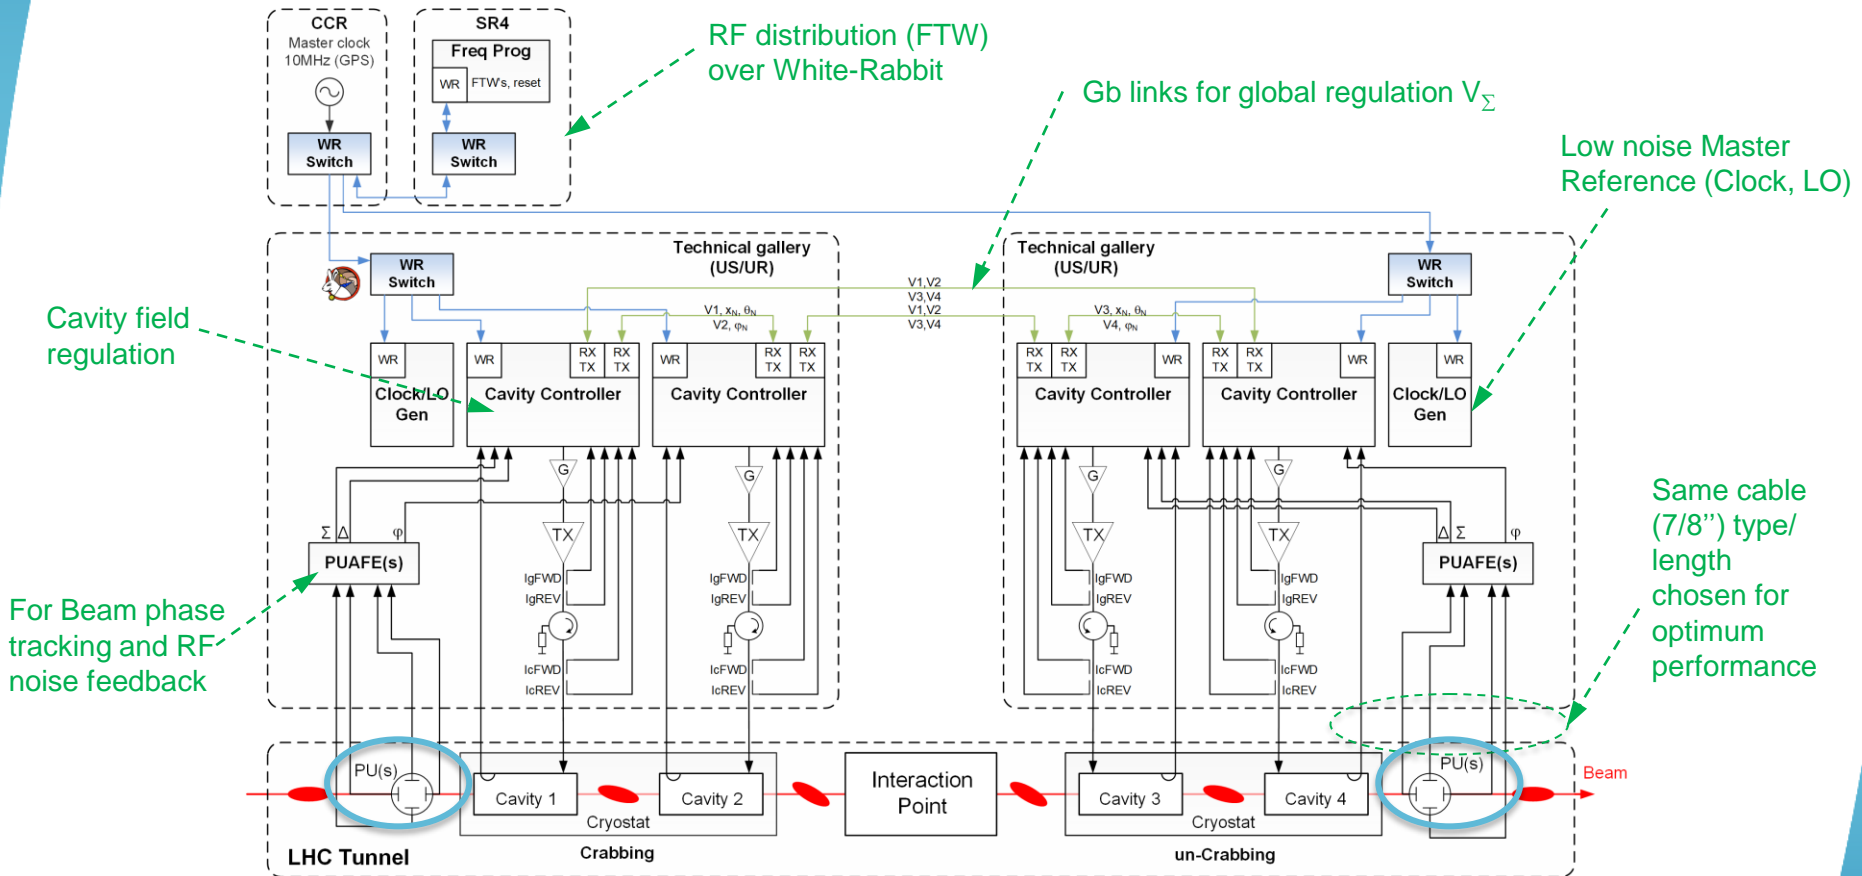 CCR
Master clock
10MHz (GPS)
WR
Switch
SR4
Freq Prog
WR
FTW's, reset
WR
Switch
RF distribution (FTW)
over White-Rabbit
Gb links for global regulation V∑
Low noise Master
Reference (Clock, LO)
Technical gallery
(US/UR)
WR
Switch
Technical gallery
(US/UR)
WR
Switch
V1,V2
V3,V4
V1,V2
V3,V4
V1, xN, θN
V2, φN
V3, xN, θN
V4, φN
Cavity field
regulation
WR
Clock/LO
Gen
WR
RX
TX
RX
TX
Cavity Controller
WR
RX
TX
RX
TX
Cavity Controller
RX
TX
RX
TX
WR
Cavity Controller
RX
TX
RX
TX
WR
Cavity Controller
WR
Clock/LO
Gen
G
G
G
G
TX
TX
TX
TX
Σ Δ φ
PUAFE(s)
Δ Σ φ
PUAFE(s)
IgFWD
IgREV
IcFWD
IcREV
IgFWD
IgREV
IcFWD
IcREV
IgFWD
IgREV
IcFWD
IcREV
IgFWD
IgREV
IcFWD
IcREV
For Beam phase
tracking and RF
noise feedback
Same cable
(7/8’’) type/
length
chosen for
optimum
performance
PU(s)
Cavity 1
Cavity 2
Cryostat
Crabbing
Interaction
Point
Cavity 3
Cavity 4
Cryostat
un-Crabbing
PU(s)
Beam
LHC Tunnel